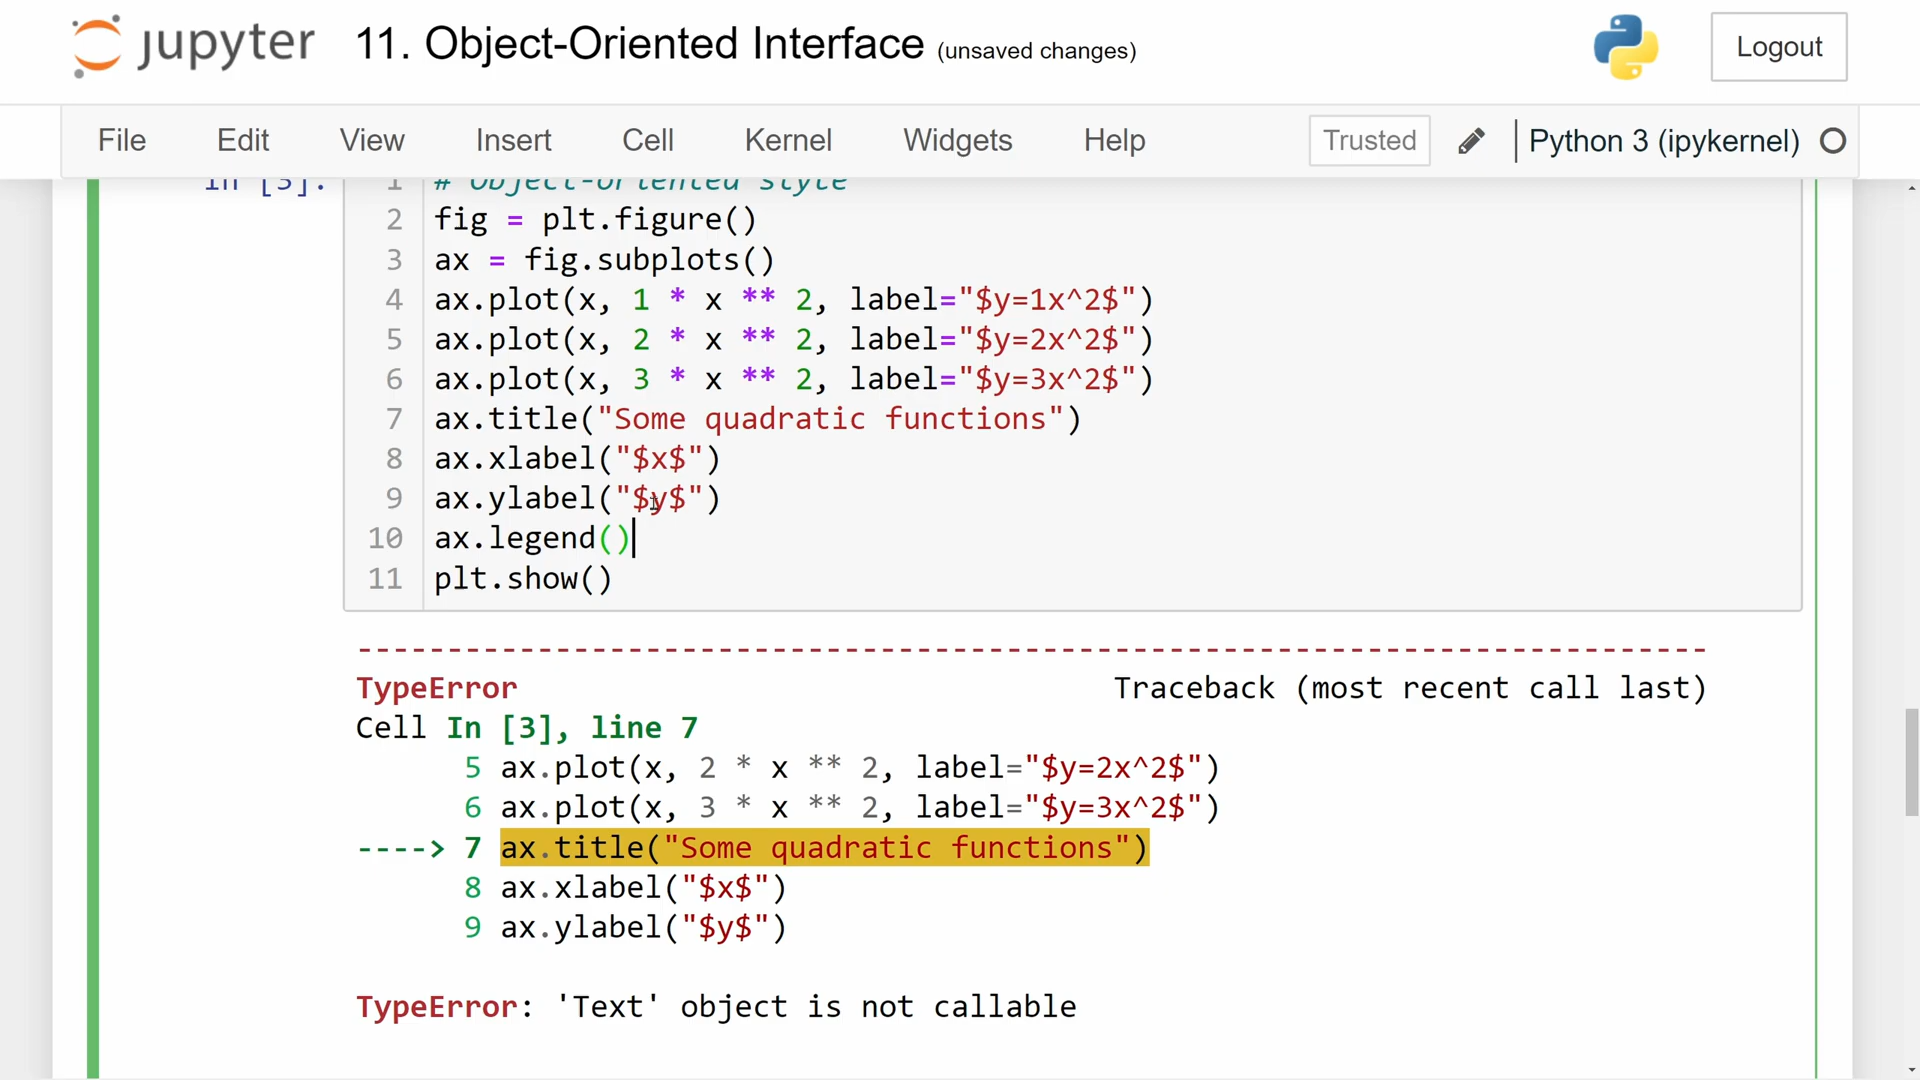 jupyter 11. Object-Oriented Interface (unsaved changes) Logout
File Edit View Insert Cell Kernel Widgets Help Trusted Python 3 (ipykernel)
In [3]: 1 # Object-oriented style
2 fig = plt.figure()
3 ax = fig.subplots()
4 ax.plot(x, 1 * x ** 2, label="$y=1x^2$")
5 ax.plot(x, 2 * x ** 2, label="$y=2x^2$")
6 ax.plot(x, 3 * x ** 2, label="$y=3x^2$")
7 ax.title("Some quadratic functions")
8 ax.xlabel("$x$")
9 ax.ylabel("$y$")
10 ax.legend()
11 plt.show()
---------------------------------------------------------------------------
TypeError Traceback (most recent call last)
Cell In [3], line 7
5 ax.plot(x, 2 * x ** 2, label="$y=2x^2$")
6 ax.plot(x, 3 * x ** 2, label="$y=3x^2$")
----> 7 ax.title("Some quadratic functions")
8 ax.xlabel("$x$")
9 ax.ylabel("$y$")
TypeError: 'Text' object is not callable